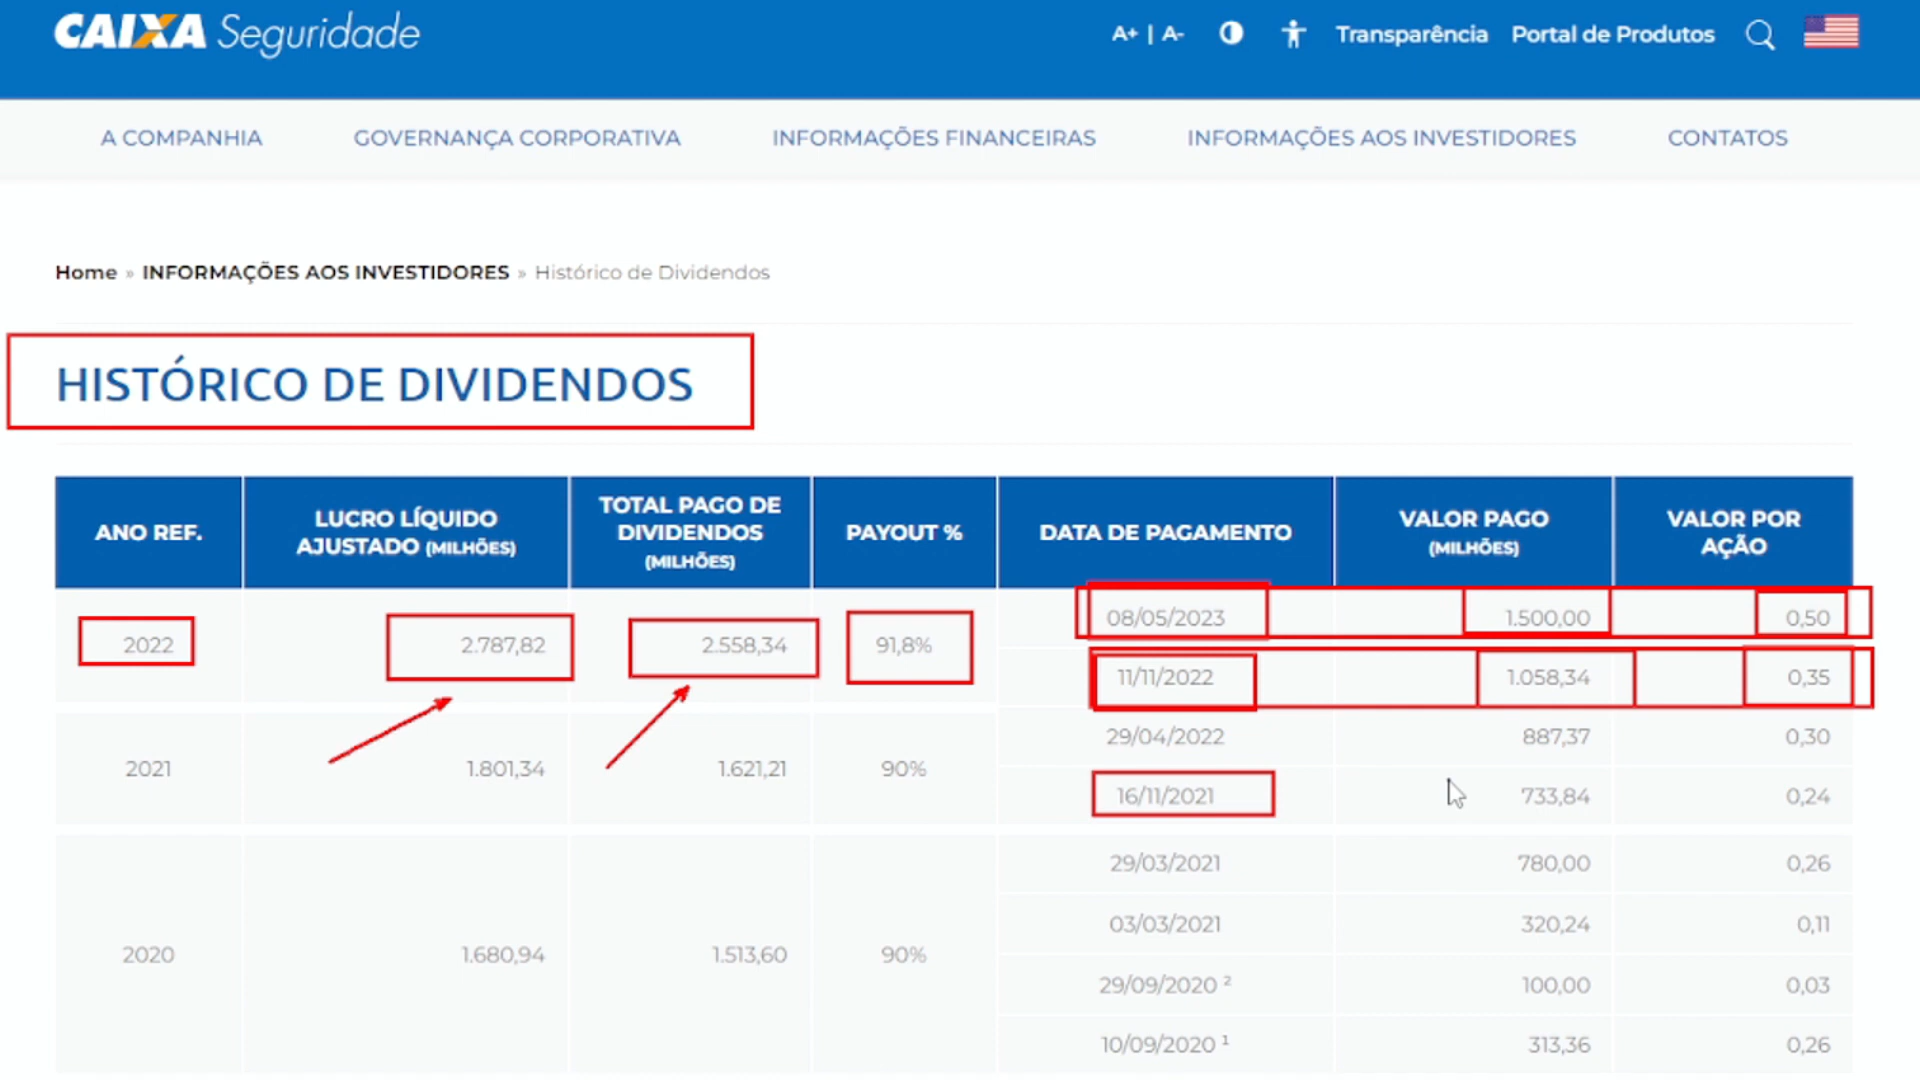 CAIXA Seguridade
A+ | A-
Transparência
Portal de Produtos
A COMPANHIA
GOVERNANÇA CORPORATIVA
INFORMAÇÕES FINANCEIRAS
INFORMAÇÕES AOS INVESTIDORES
CONTATOS
Home » INFORMAÇÕES AOS INVESTIDORES » Histórico de Dividendos
HISTÓRICO DE DIVIDENDOS
ANO REF.
LUCRO LÍQUIDO
AJUSTADO (MILHÕES)
TOTAL PAGO DE
DIVIDENDOS
(MILHÕES)
PAYOUT %
DATA DE PAGAMENTO
VALOR PAGO
(MILHÕES)
VALOR POR
AÇÃO
2022
2.787,82
2.558,34
91,8%
08/05/2023
1.500,00
0,50
11/11/2022
1.058,34
0,35
2021
1.801,34
1.621,21
90%
29/04/2022
887,37
0,30
16/11/2021
733,84
0,24
2020
1.680,94
1.513,60
90%
29/03/2021
780,00
0,26
03/03/2021
320,24
0,11
29/09/2020 ²
100,00
0,03
10/09/2020 ¹
313,36
0,26